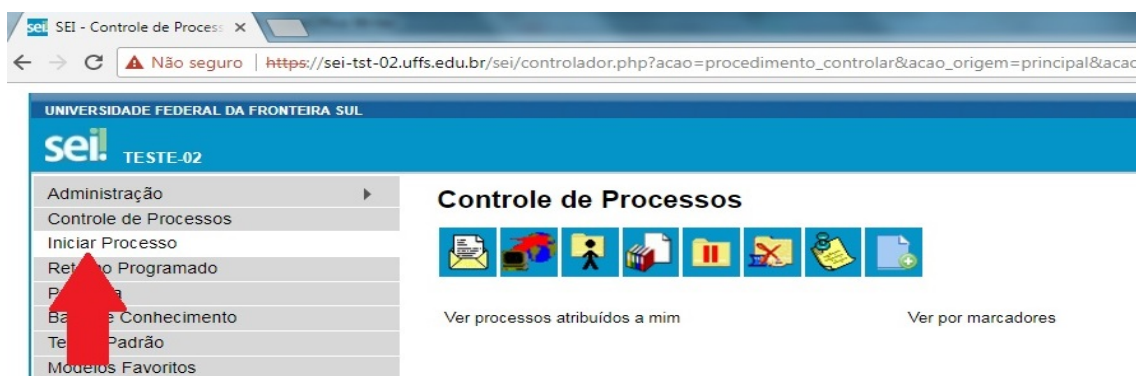 sei! SEI - Controle de Process
Não seguro | https://sei-tst-02.uffs.edu.br/sei/controlador.php?acao=procedimento_controlar&acao_origem=principal&acao
UNIVERSIDADE FEDERAL DA FRONTEIRA SUL
sei! TESTE-02
Administração
Controle de Processos
Iniciar Processo
Programado
Conhecimento
Padrão
Modelos Favoritos
Controle de Processos
Ver processos atribuídos a mim
Ver por marcadores